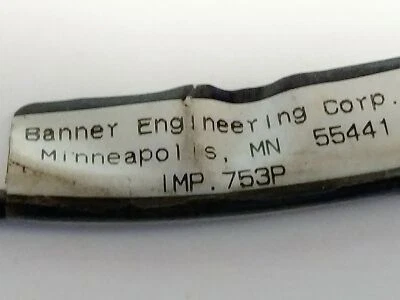 Banner Engineering Corp.
Minneapolis, MN 55441
IMP.753P